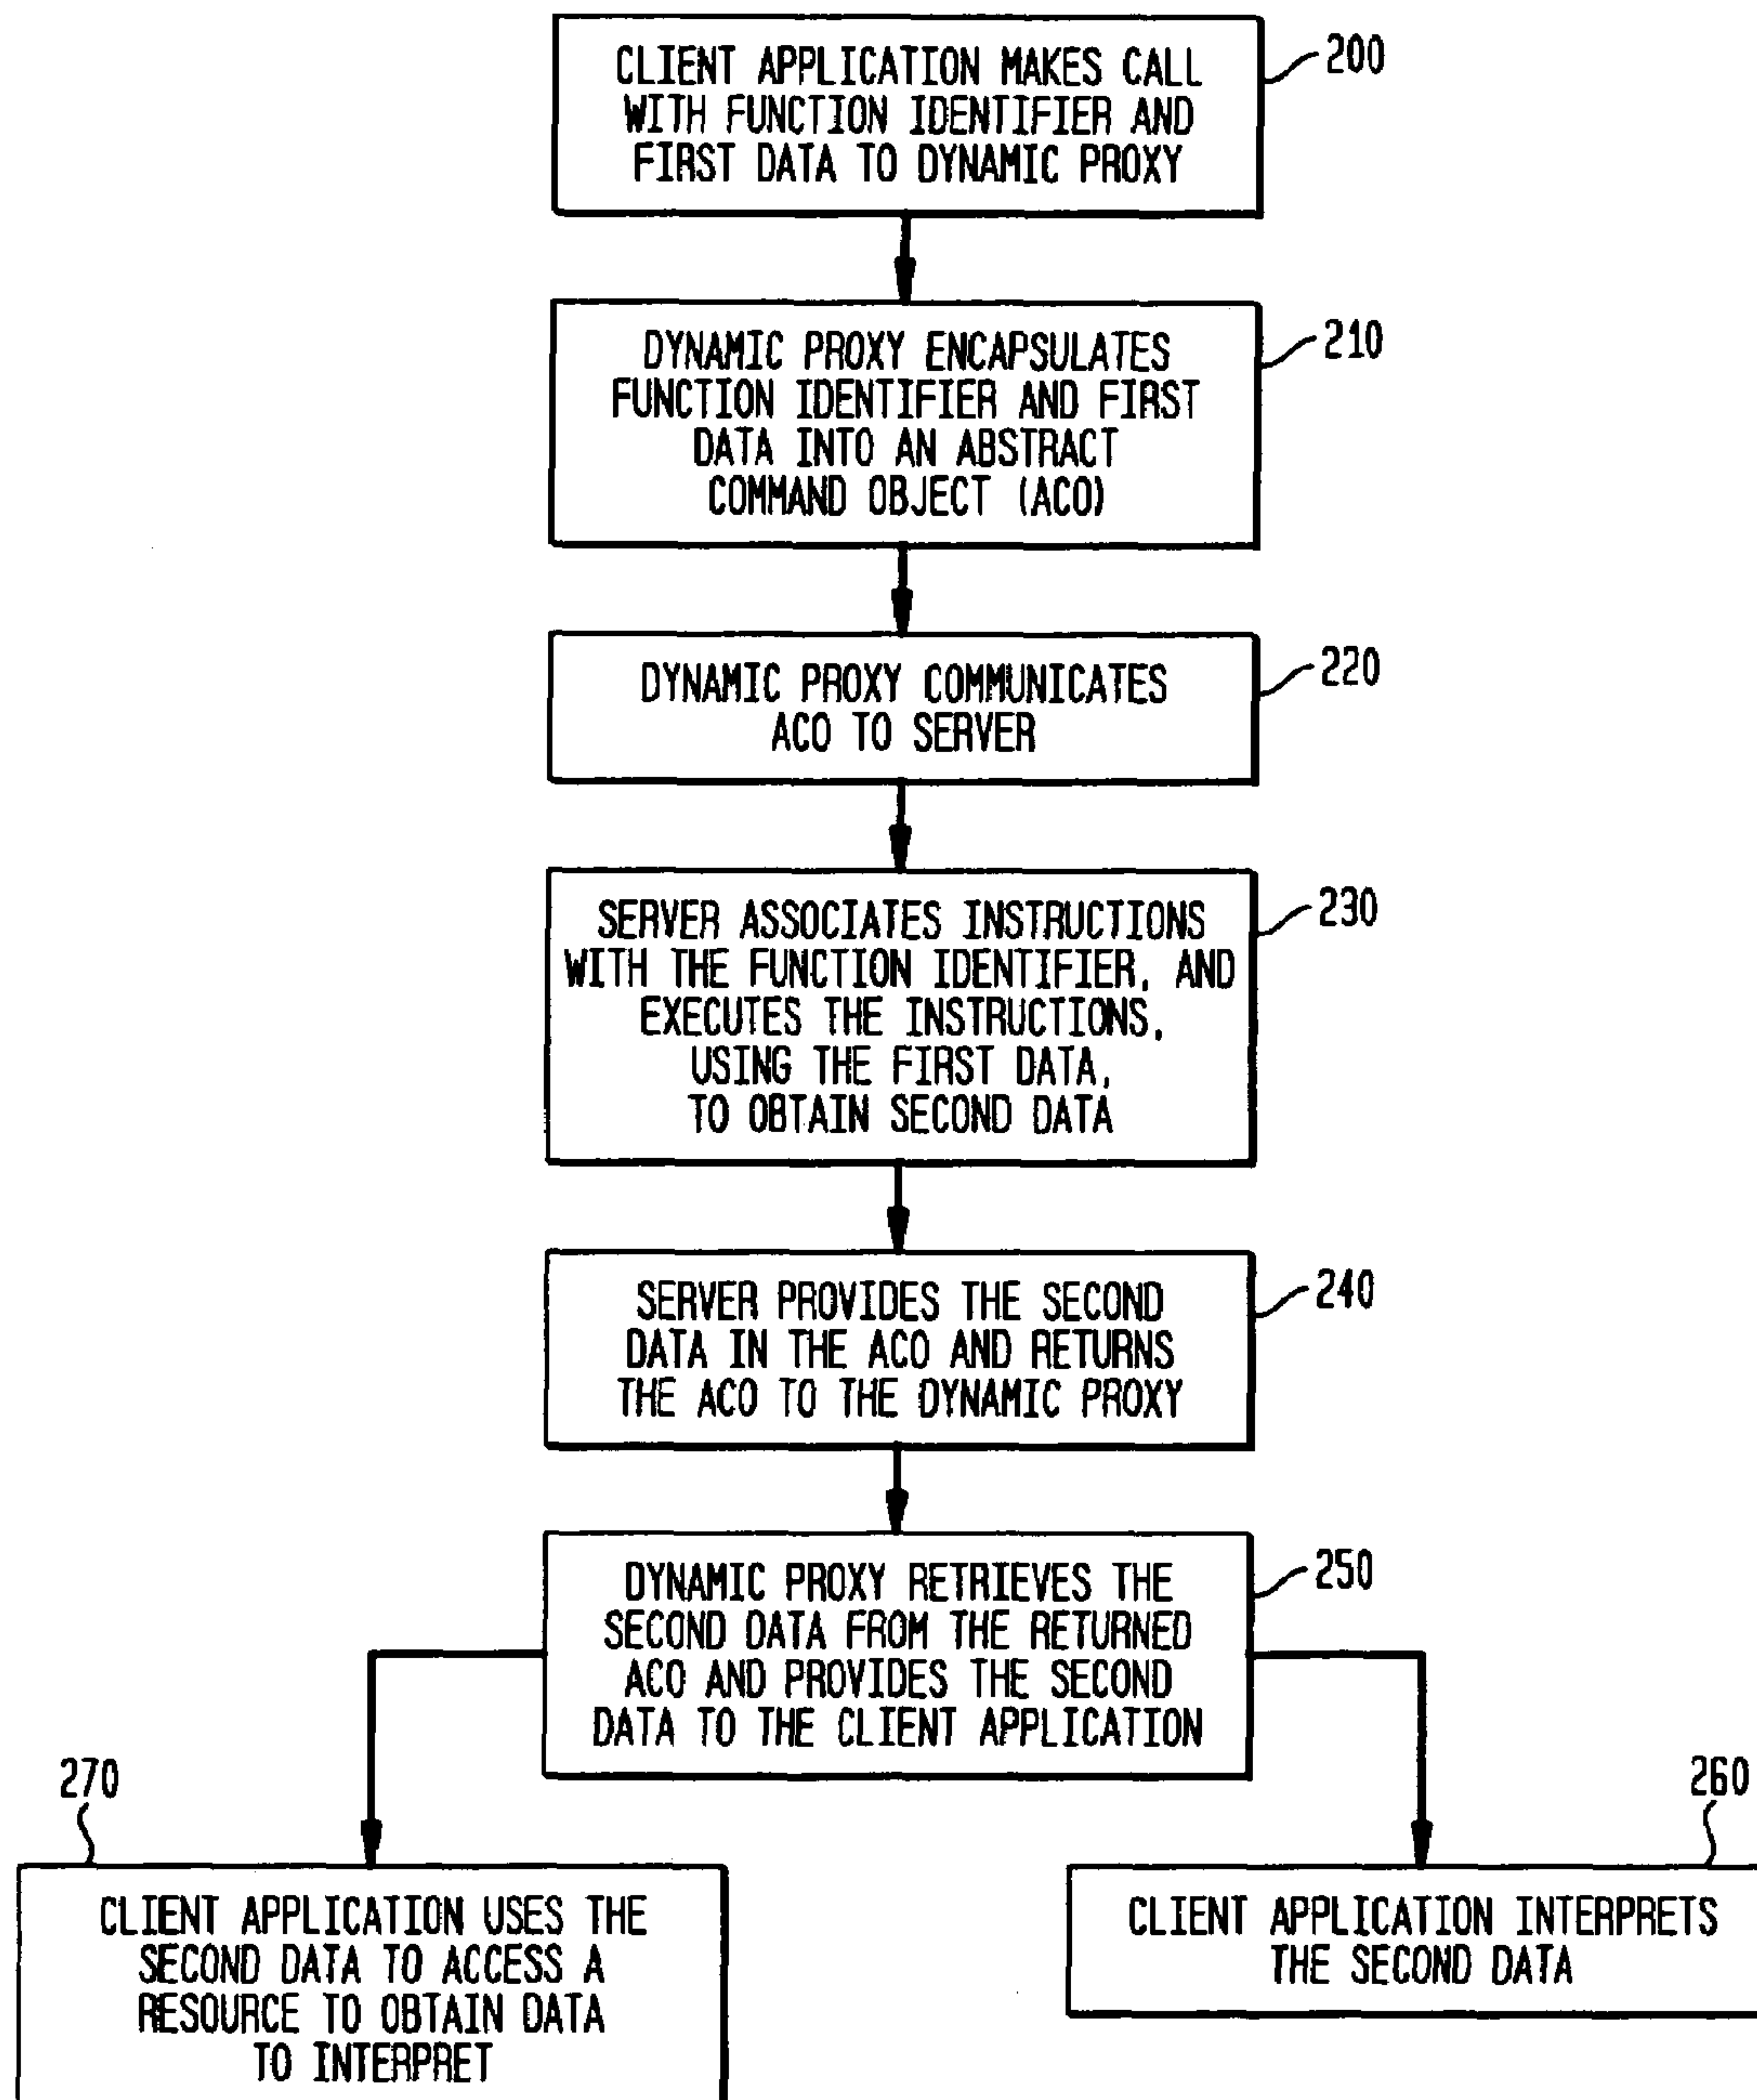 CLIENT APPLICATION MAKES CALL
WITH FUNCTION IDENTIFIER AND
FIRST DATA TO DYNAMIC PROXY
200
DYNAMIC PROXY ENCAPSULATES
FUNCTION IDENTIFIER AND FIRST
DATA INTO AN ABSTRACT
COMMAND OBJECT (ACO)
210
DYNAMIC PROXY COMMUNICATES
ACO TO SERVER
220
SERVER ASSOCIATES INSTRUCTIONS
WITH THE FUNCTION IDENTIFIER, AND
EXECUTES THE INSTRUCTIONS,
USING THE FIRST DATA,
TO OBTAIN SECOND DATA
230
SERVER PROVIDES THE SECOND
DATA IN THE ACO AND RETURNS
THE ACO TO THE DYNAMIC PROXY
240
DYNAMIC PROXY RETRIEVES THE
SECOND DATA FROM THE RETURNED
ACO AND PROVIDES THE SECOND
DATA TO THE CLIENT APPLICATION
250
270
CLIENT APPLICATION USES THE
SECOND DATA TO ACCESS A
RESOURCE TO OBTAIN DATA
TO INTERPRET
260
CLIENT APPLICATION INTERPRETS
THE SECOND DATA